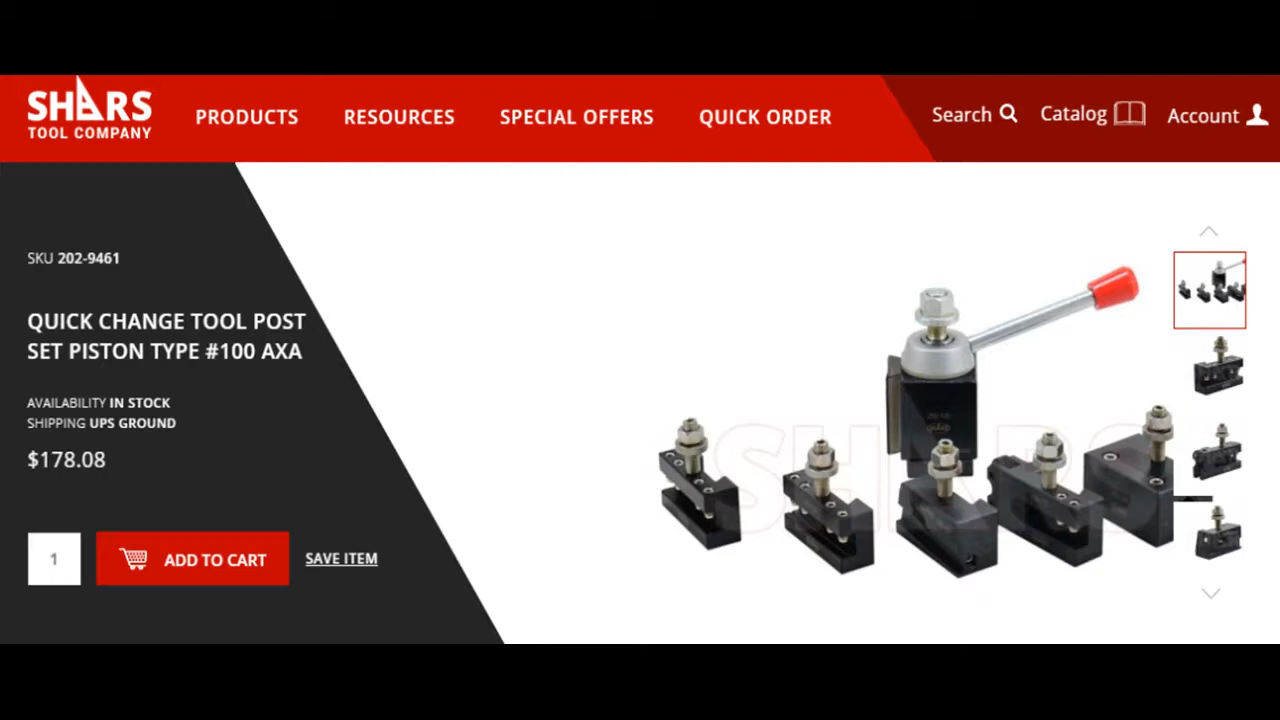 SHARS
TOOL COMPANY
PRODUCTS
RESOURCES
SPECIAL OFFERS
QUICK ORDER
Search
Catalog
Account
SKU 202-9461
QUICK CHANGE TOOL POST
SET PISTON TYPE #100 AXA
AVAILABILITY IN STOCK
SHIPPING UPS GROUND
$178.08
1
ADD TO CART
SAVE ITEM
SHARS